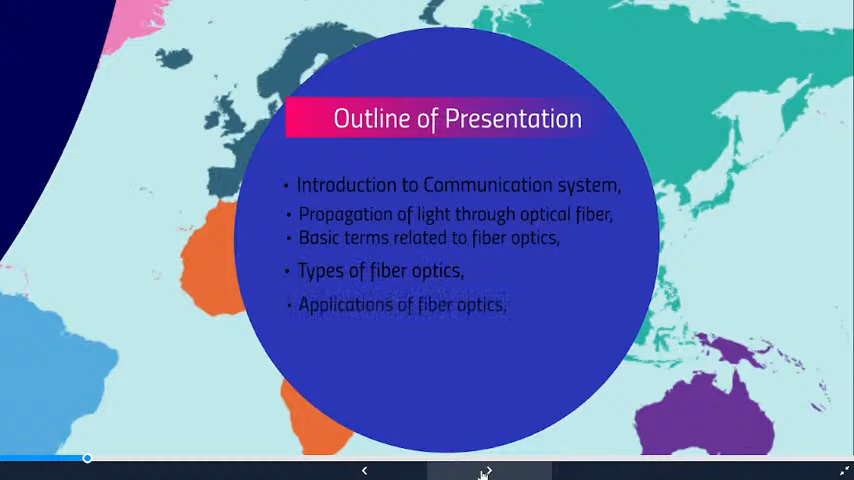 Outline of Presentation
• Introduction to Communication system,
• Propagation of light through optical fiber,
• Basic terms related to fiber optics,
• Types of fiber optics,
• Applications of fiber optics,